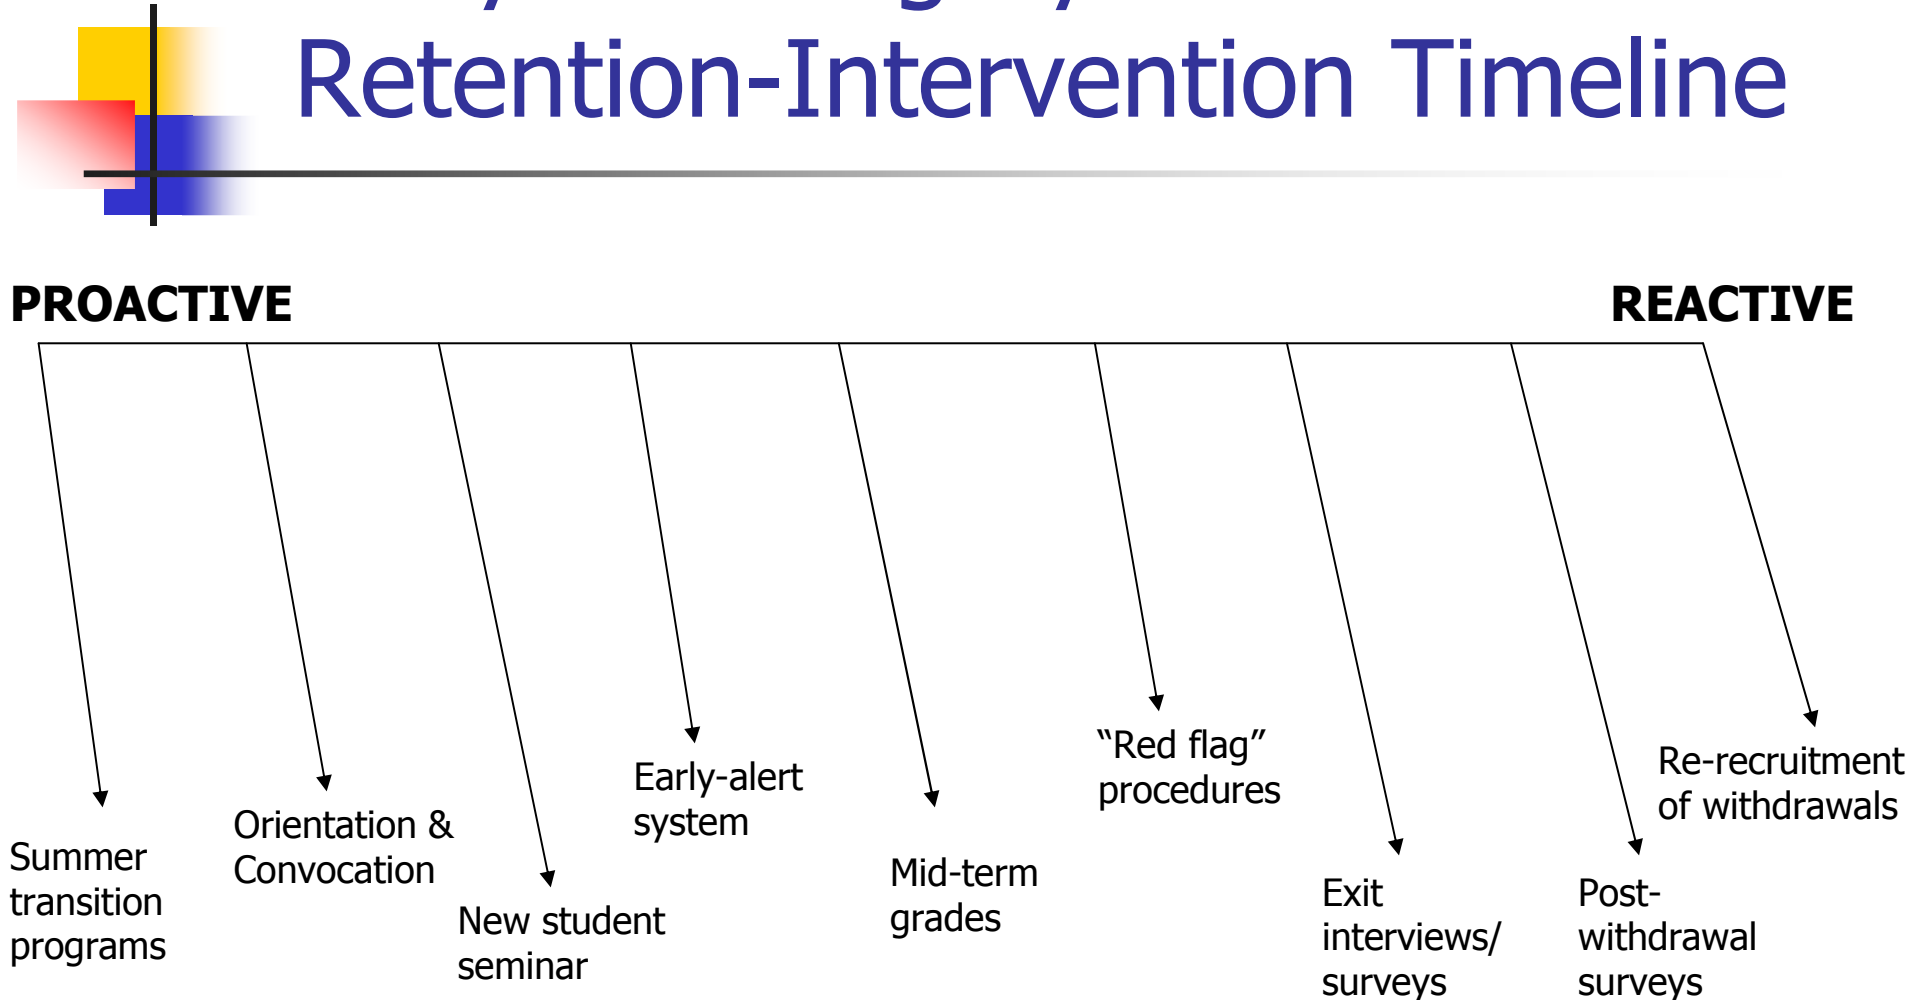 Retention-Intervention Timeline
PROACTIVE
REACTIVE
Summer
transition
programs
Orientation &
Convocation
New student
seminar
Early-alert
system
Mid-term
grades
“Red flag”
procedures
Exit
interviews/
surveys
Post-
withdrawal
surveys
Re-recruitment
of withdrawals